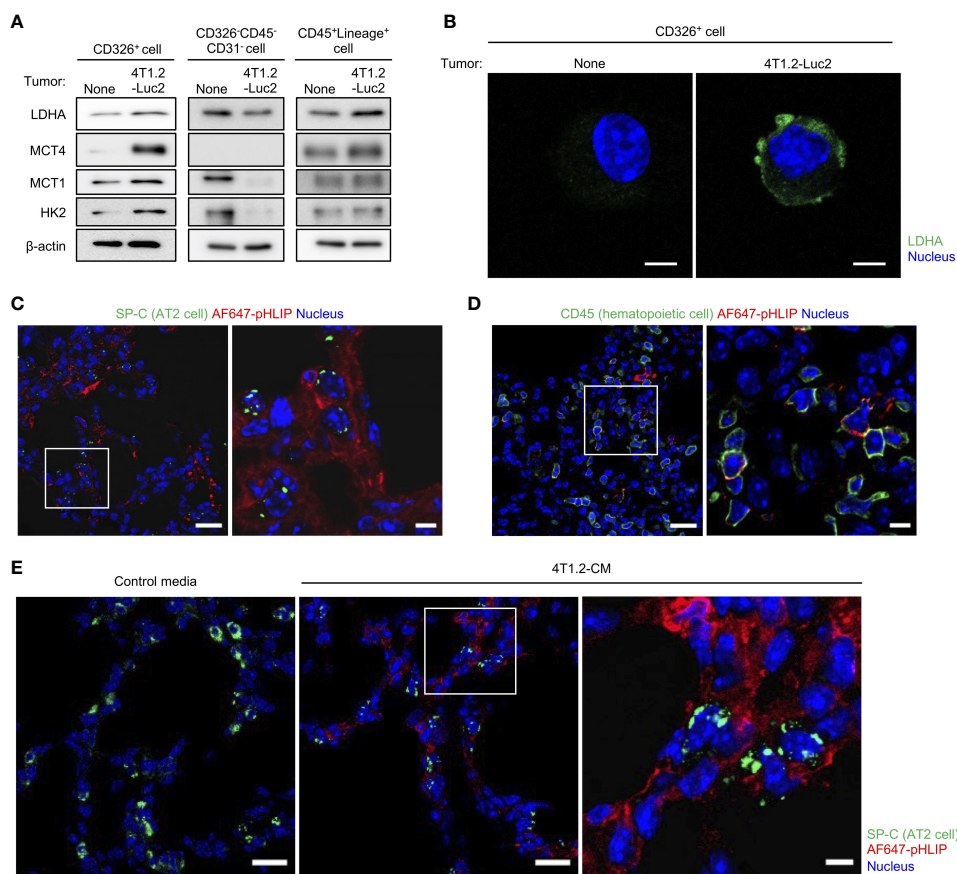 A
CD326+ cell
CD326-CD45-
CD31- cell
CD45+Lineage+
cell
Tumor:
None
4T1.2
-Luc2
None
4T1.2
-Luc2
None
4T1.2
-Luc2
LDHA
MCT4
MCT1
HK2
β-actin
B
CD326+ cell
Tumor:
None
4T1.2-Luc2
LDHA
Nucleus
C
SP-C (AT2 cell) AF647-pHLIP Nucleus
D
CD45 (hematopoietic cell) AF647-pHLIP Nucleus
E
Control media
4T1.2-CM
SP-C (AT2 cell)
AF647-pHLIP
Nucleus